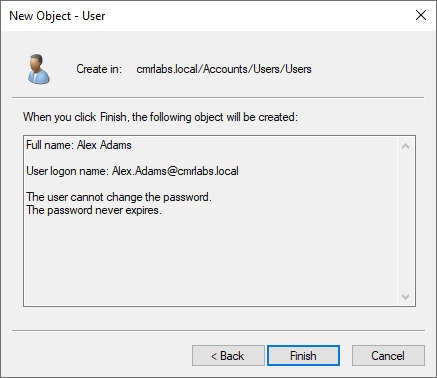 New Object - User
Create in: cmrlabs.local/Accounts/Users/Users
When you click Finish, the following object will be created:
Full name: Alex Adams
User logon name: Alex.Adams@cmrlabs.local
The user cannot change the password.
The password never expires.
< Back
Finish
Cancel